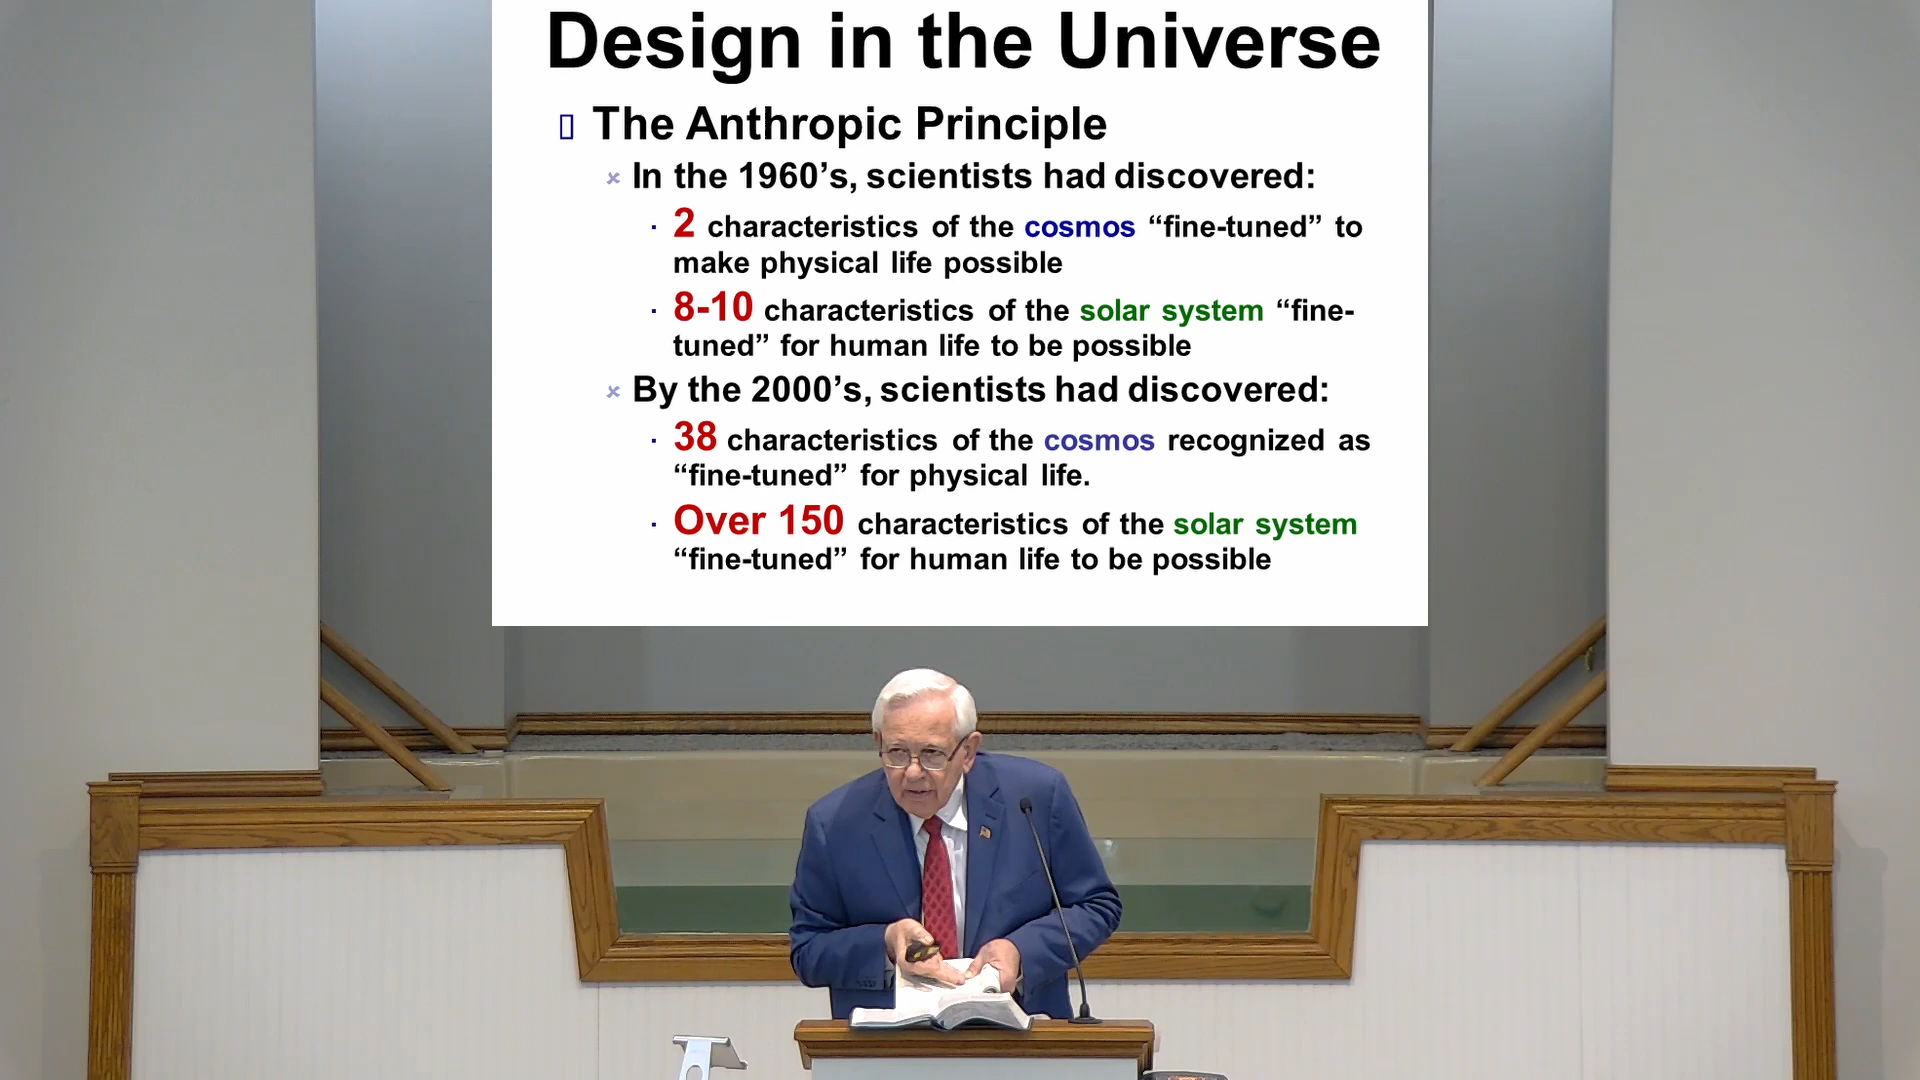 Design in the Universe
The Anthropic Principle
In the 1960’s, scientists had discovered:
2 characteristics of the cosmos “fine-tuned” to
make physical life possible
8-10 characteristics of the solar system “fine-
tuned” for human life to be possible
By the 2000’s, scientists had discovered:
38 characteristics of the cosmos recognized as
“fine-tuned” for physical life.
Over 150 characteristics of the solar system
“fine-tuned” for human life to be possible